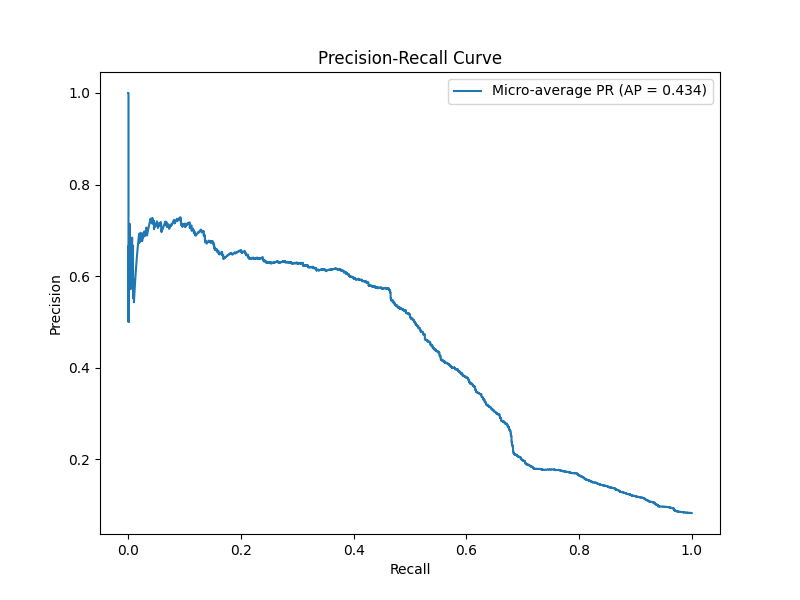 Precision-Recall Curve
Micro-average PR (AP = 0.434)
1.0
0.8
0.6
0.4
0.2
Precision
0.0 0.2 0.4 0.6 0.8 1.0
Recall